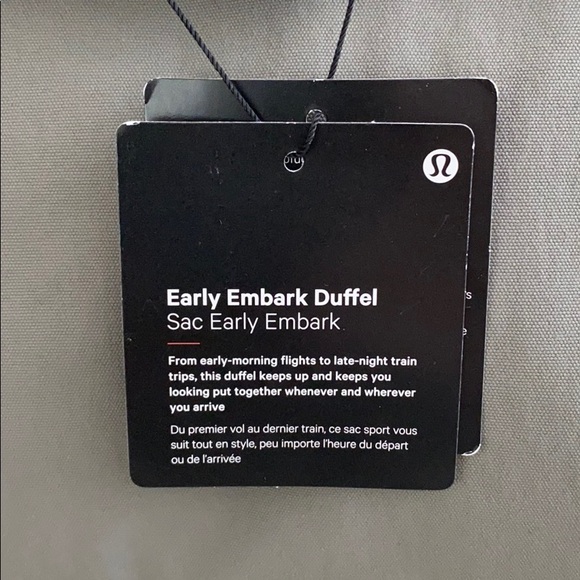 Early Embark Duffel
Sac Early Embark
From early-morning flights to late-night train
trips, this duffel keeps up and keeps you
looking put together whenever and wherever
you arrive
Du premier vol au dernier train, ce sac sport vous
suit tout en style, peu importe l'heure du départ
ou de l'arrivée